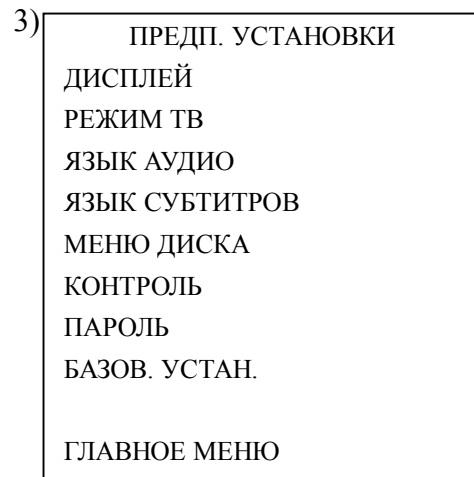 3)
ПРЕДП. УСТАНОВКИ
ДИСПЛЕЙ
РЕЖИМ ТВ
ЯЗЫК АУДИО
ЯЗЫК СУБТИТРОВ
МЕНЮ ДИСКА
КОНТРОЛЬ
ПАРОЛЬ
БАЗОВ. УСТАН.
ГЛАВНОЕ МЕНЮ